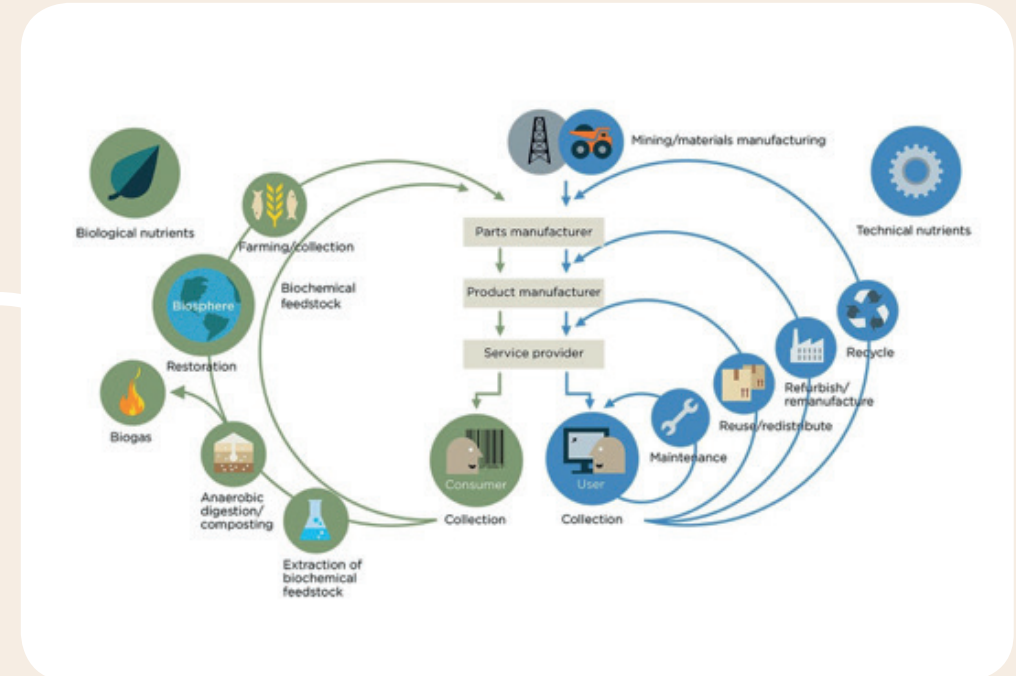 Mining/materials manufacturing
Biological nutrients
Technical nutrients
Farming/collection
Parts manufacturer
Biochemical
feedstock
Product manufacturer
Biosphere
Service provider
Recycle
Restoration
Refurbish/
remanufacture
Reuse/redistribute
Biogas
Maintenance
Consumer
User
Collection
Collection
Anaerobic
digestion/
composting
Extraction of
biochemical
feedstock